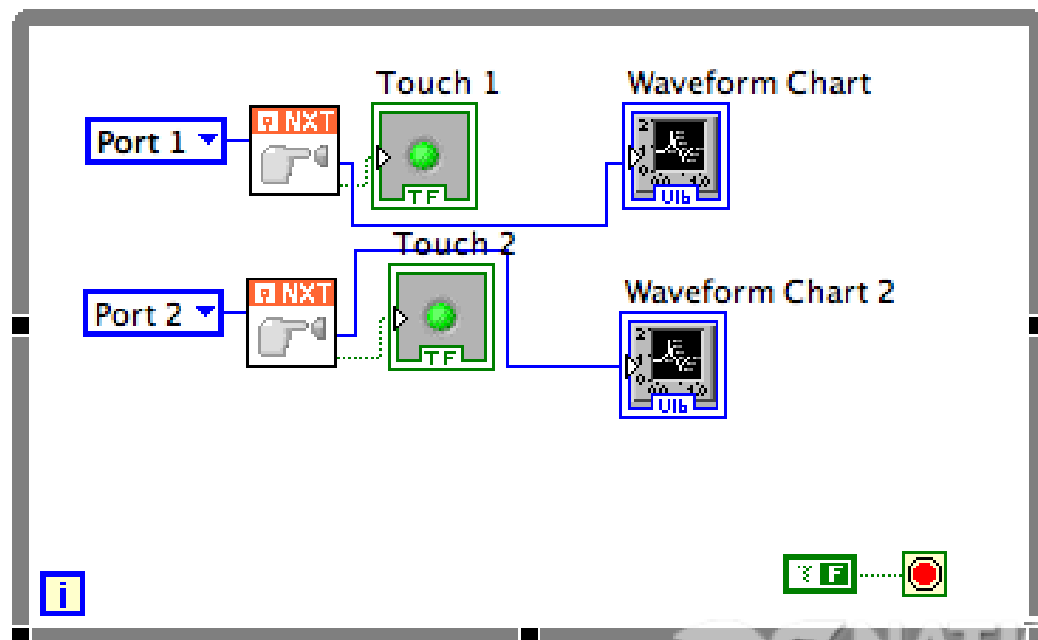 Touch 1
Waveform Chart
Port 1
NXT
TF
U16
Touch 2
Waveform Chart 2
Port 2
NXT
TF
U16
i
F
NATI